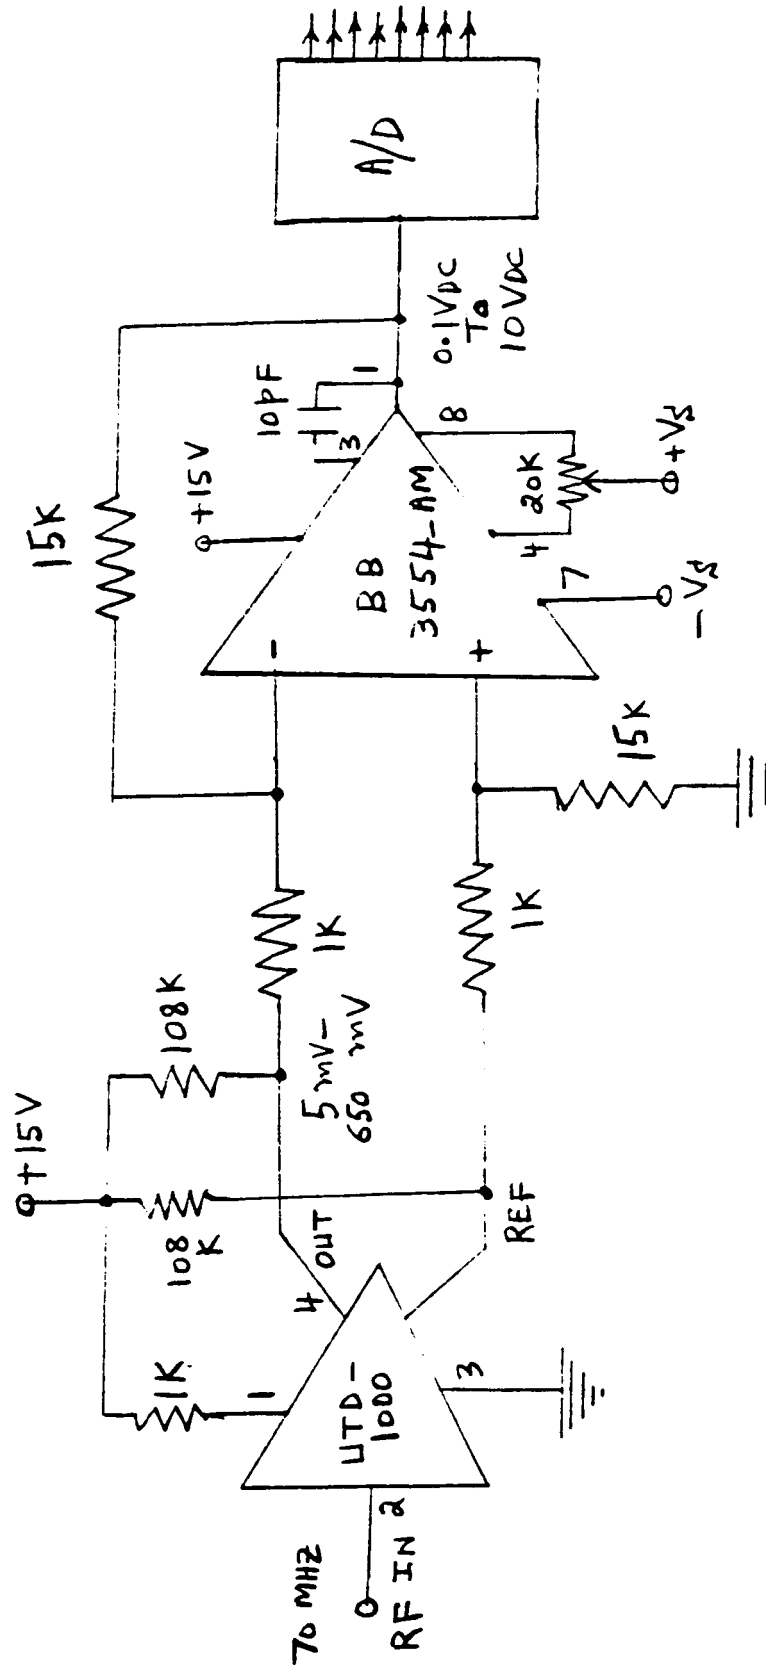 +15V
1K
108
K
108K
15K
+15V
10PF
1
3
1
4
OUT
5 mV-
650 mV
1K
-
70 MHZ
RF IN
2
UTD-
1000
3
REF
1K
+
BB
3554-AM
8
4
20K
7
-Vs
+Vs
15K
0.1VDC
To
10VDC
A/D